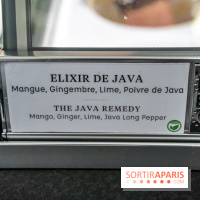 ELIXIR DE JAVA
Mangue, Gingembre, Lime, Poivre de Java
THE JAVA REMEDY
Mango, Ginger, Lime, Java Long Pepper
SORTIRAPARIS
.COM